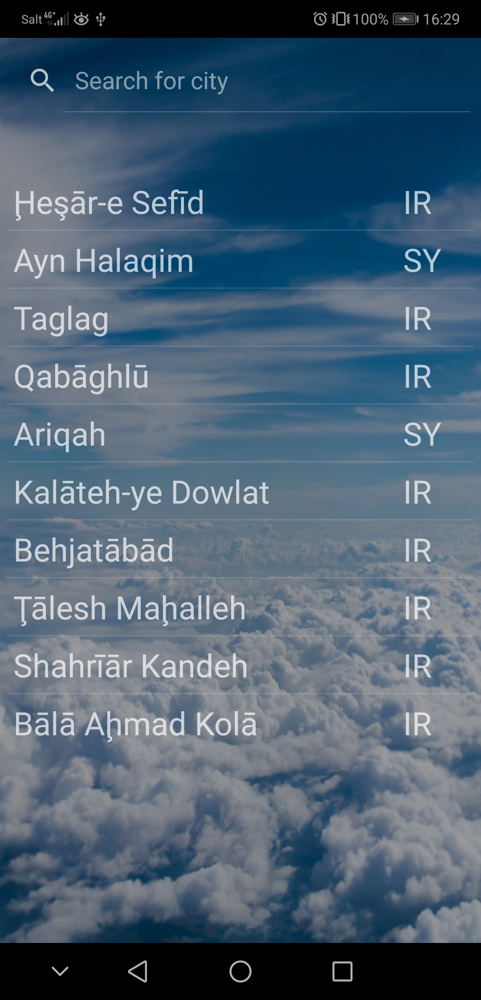 Salt 4G+ 100% 16:29
Search for city
Ḩeşār-e Sefīd IR
Ayn Halaqim SY
Taglag IR
Qabāghlū IR
Ariqah SY
Kalāteh-ye Dowlat IR
Behjatābād IR
Ţālesh Maḩalleh IR
Shahrīār Kandeh IR
Bālā Aḩmad Kolā IR